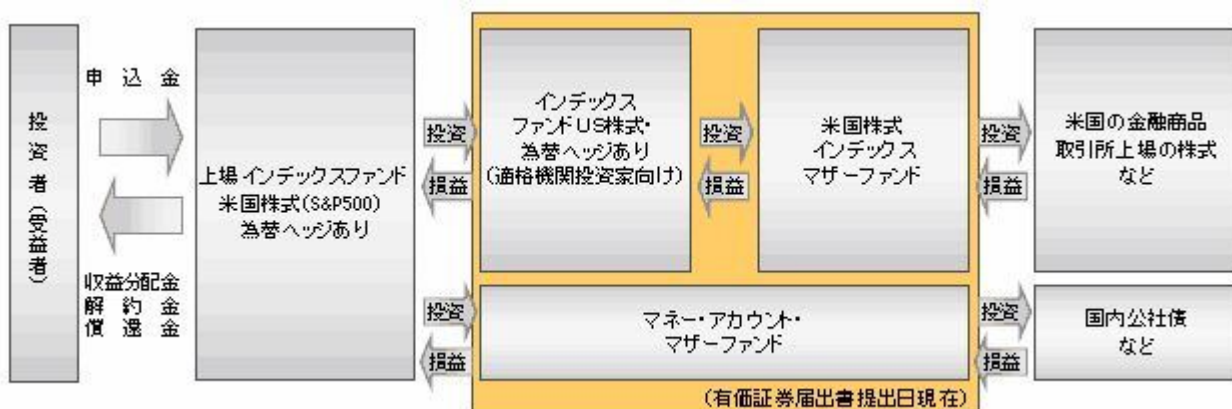 投資者(受益者)
申込金
収益分配金
解約金
償還金
上場インデックスファンド
米国株式(S&P500)
為替ヘッジあり
投資
損益
投資
損益
インデックス
ファンドUS株式・
為替ヘッジあり
(適格機関投資家向け)
投資
損益
米国株式
インデックス
マザーファンド
マネー・アカウント・
マザーファンド
投資
損益
投資
損益
米国の金融商品
取引所上場の株式
など
国内公社債
など
(有価証券届出書提出日現在)